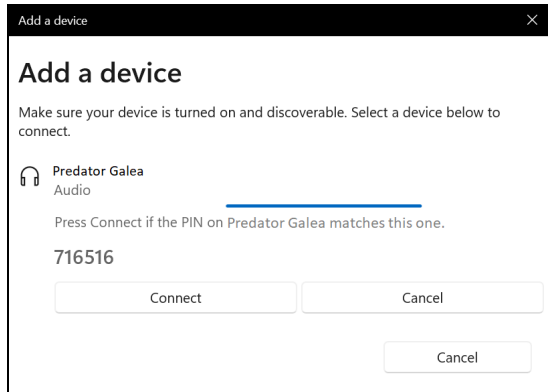 Add a device
Add a device
Make sure your device is turned on and discoverable. Select a device below to
connect.
Predator Galea
Audio
Press Connect if the PIN on Predator Galea matches this one.
716516
Connect Cancel
Cancel